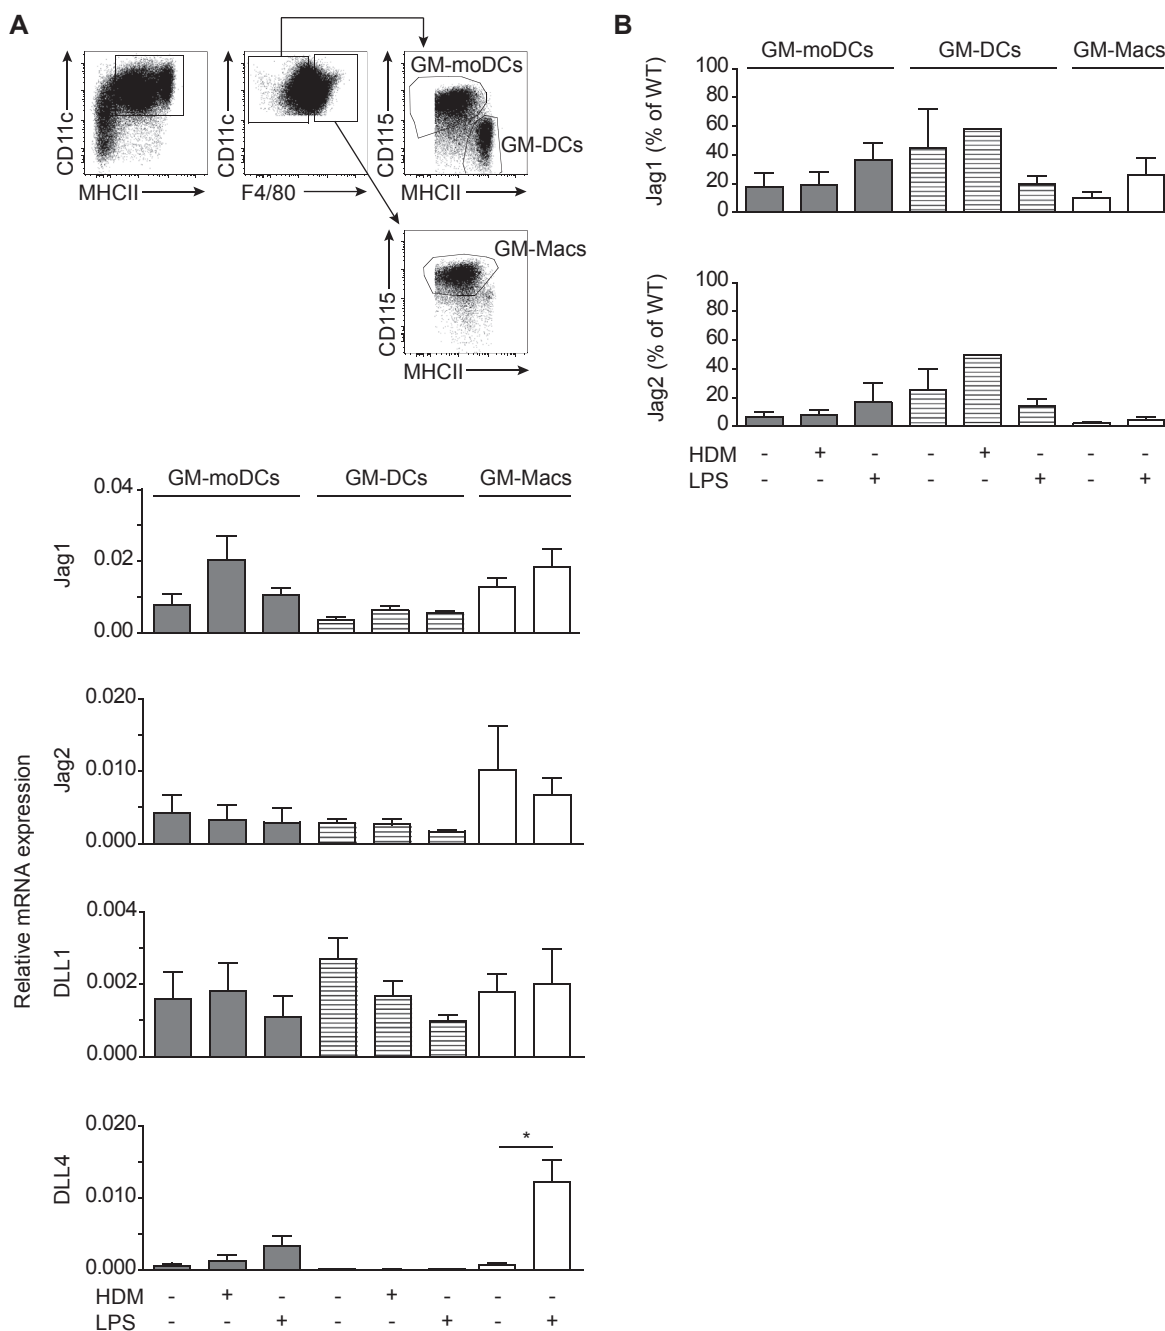 A
CD11c
MHCII
CD11c
F4/80
CD115
GM-moDCs
GM-DCs
MHCII
CD115
GM-Macs
MHCII
GM-moDCs GM-DCs GM-Macs
Relative mRNA expression
Jag1
0.04
0.02
0.00
Jag2
0.020
0.010
0.000
DLL1
0.004
0.002
0.000
DLL4
0.020
0.010
0.000
*
HDM - + - - + - - -
LPS - - + - - + - +
B
GM-moDCs GM-DCs GM-Macs
Jag1 (% of WT)
100
80
60
40
20
0
Jag2 (% of WT)
100
80
60
40
20
0
HDM - + - - + - - -
LPS - - + - - + - +